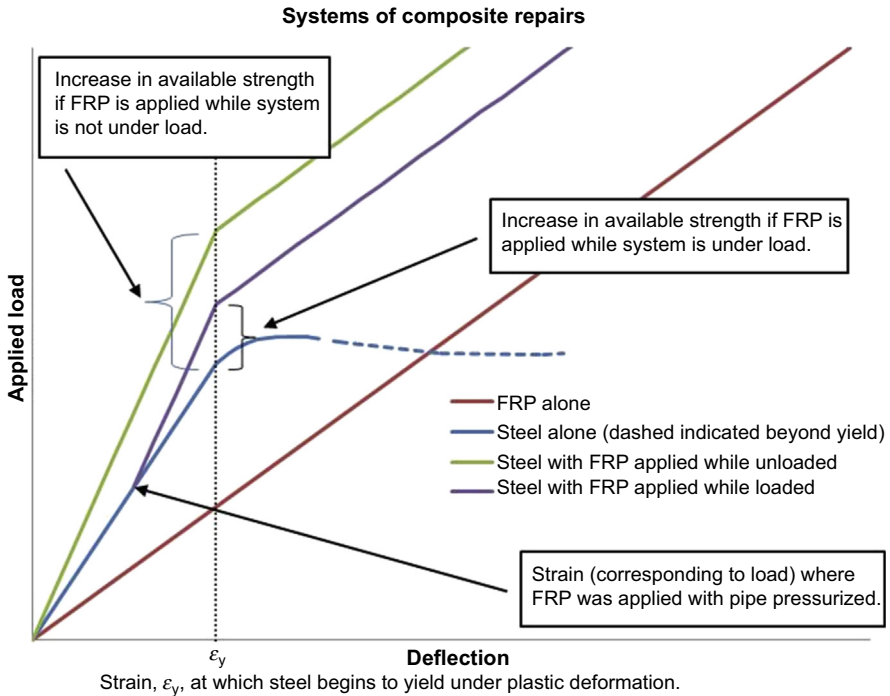 Systems of composite repairs
Increase in available strength
if FRP is applied while system
is not under load.
Increase in available strength if FRP is
applied while system is under load.
Applied load
FRP alone
Steel alone (dashed indicated beyond yield)
Steel with FRP applied while unloaded
Steel with FRP applied while loaded
Strain (corresponding to load) where
FRP was applied with pipe pressurized.
εy
Deflection
Strain, εy, at which steel begins to yield under plastic deformation.